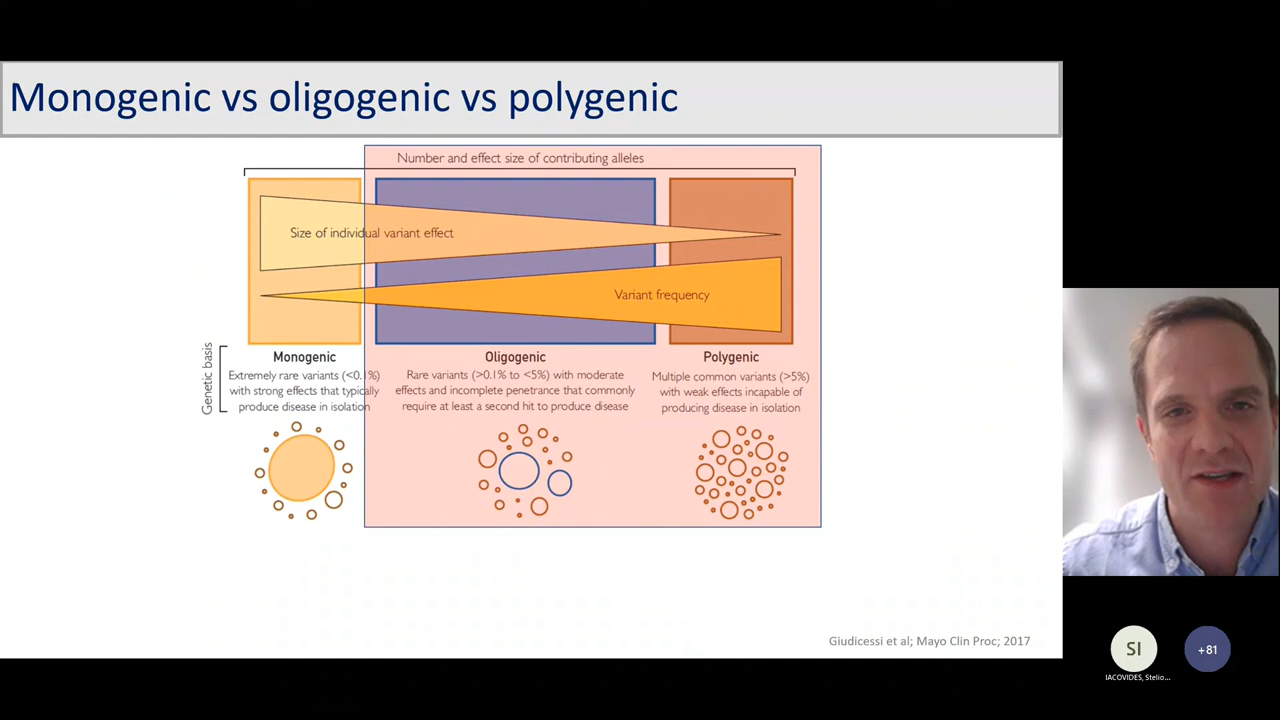 Monogenic vs oligogenic vs polygenic
Number and effect size of contributing alleles
Size of individual variant effect
Variant frequency
Genetic basis
Monogenic
Extremely rare variants (<0.1%)
with strong effects that typically
produce disease in isolation
Oligogenic
Rare variants (>0.1% to <5%) with moderate
effects and incomplete penetrance that commonly
require at least a second hit to produce disease
Polygenic
Multiple common variants (>5%)
with weak effects incapable of
producing disease in isolation
Giudicessi et al; Mayo Clin Proc; 2017
SI
+81
IACOVIDES, Stelio...